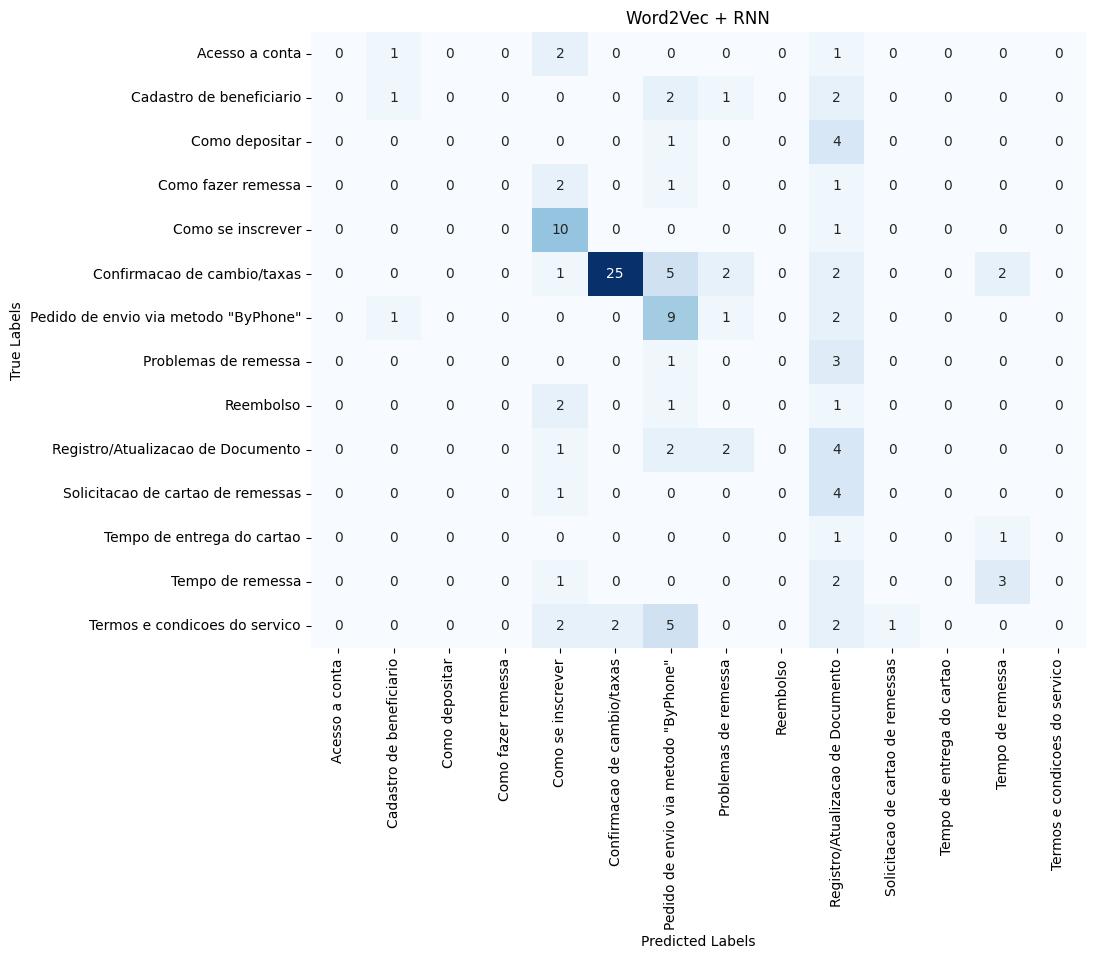 Word2Vec + RNN
True Labels
Acesso a conta 0 1 0 0 2 0 0 0 0 1 0 0 0 0
Cadastro de beneficiario 0 1 0 0 0 0 2 1 0 2 0 0 0 0
Como depositar 0 0 0 0 0 0 1 0 0 4 0 0 0 0
Como fazer remessa 0 0 0 0 2 0 1 0 0 1 0 0 0 0
Como se inscrever 0 0 0 0 10 0 0 0 0 1 0 0 0 0
Confirmacao de cambio/taxas 0 0 0 0 1 25 5 2 0 2 0 0 2 0
Pedido de envio via metodo "ByPhone" 0 1 0 0 0 0 9 1 0 2 0 0 0 0
Problemas de remessa 0 0 0 0 0 0 1 0 0 3 0 0 0 0
Reembolso 0 0 0 0 2 0 1 0 0 1 0 0 0 0
Registro/Atualizacao de Documento 0 0 0 0 1 0 2 2 0 4 0 0 0 0
Solicitacao de cartao de remessas 0 0 0 0 1 0 0 0 0 4 0 0 0 0
Tempo de entrega do cartao 0 0 0 0 0 0 0 0 0 1 0 0 1 0
Tempo de remessa 0 0 0 0 1 0 0 0 0 2 0 0 3 0
Termos e condicoes do servico 0 0 0 0 2 2 5 0 0 2 1 0 0 0
Acesso a conta
Cadastro de beneficiario
Como depositar
Como fazer remessa
Como se inscrever
Confirmacao de cambio/taxas
Pedido de envio via metodo "ByPhone"
Problemas de remessa
Reembolso
Registro/Atualizacao de Documento
Solicitacao de cartao de remessas
Tempo de entrega do cartao
Tempo de remessa
Termos e condicoes do servico
Predicted Labels